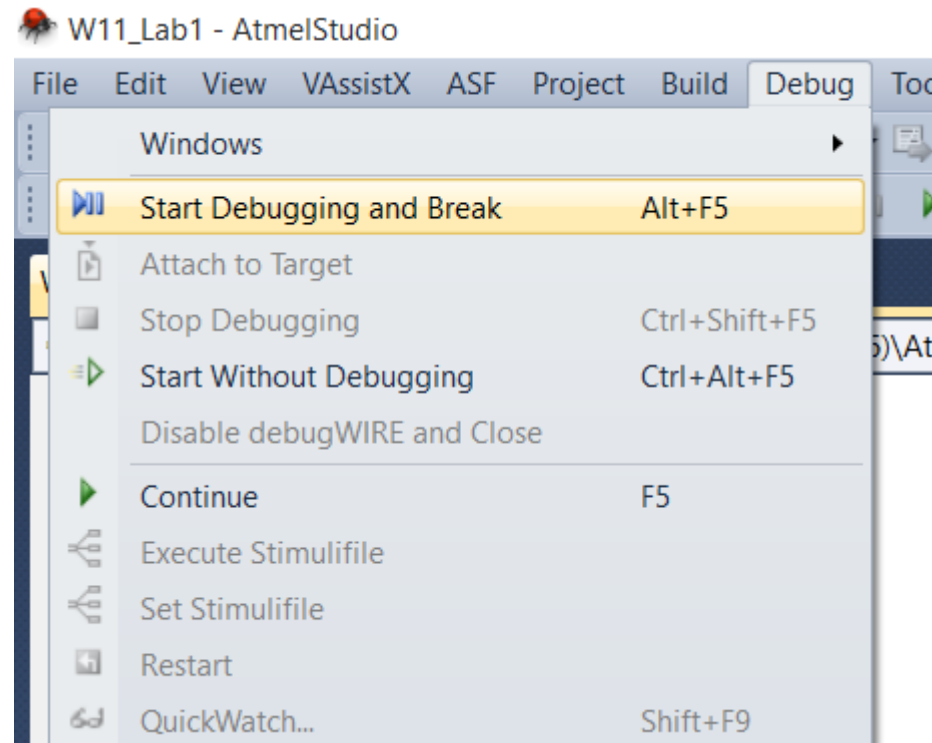 W11_Lab1 - AtmelStudio
File Edit View VAssistX ASF Project Build Debug
Windows
Start Debugging and Break Alt+F5
Attach to Target
Stop Debugging Ctrl+Shift+F5
Start Without Debugging Ctrl+Alt+F5
Disable debugWIRE and Close
Continue F5
Execute Stimulifile
Set Stimulifile
Restart
QuickWatch... Shift+F9